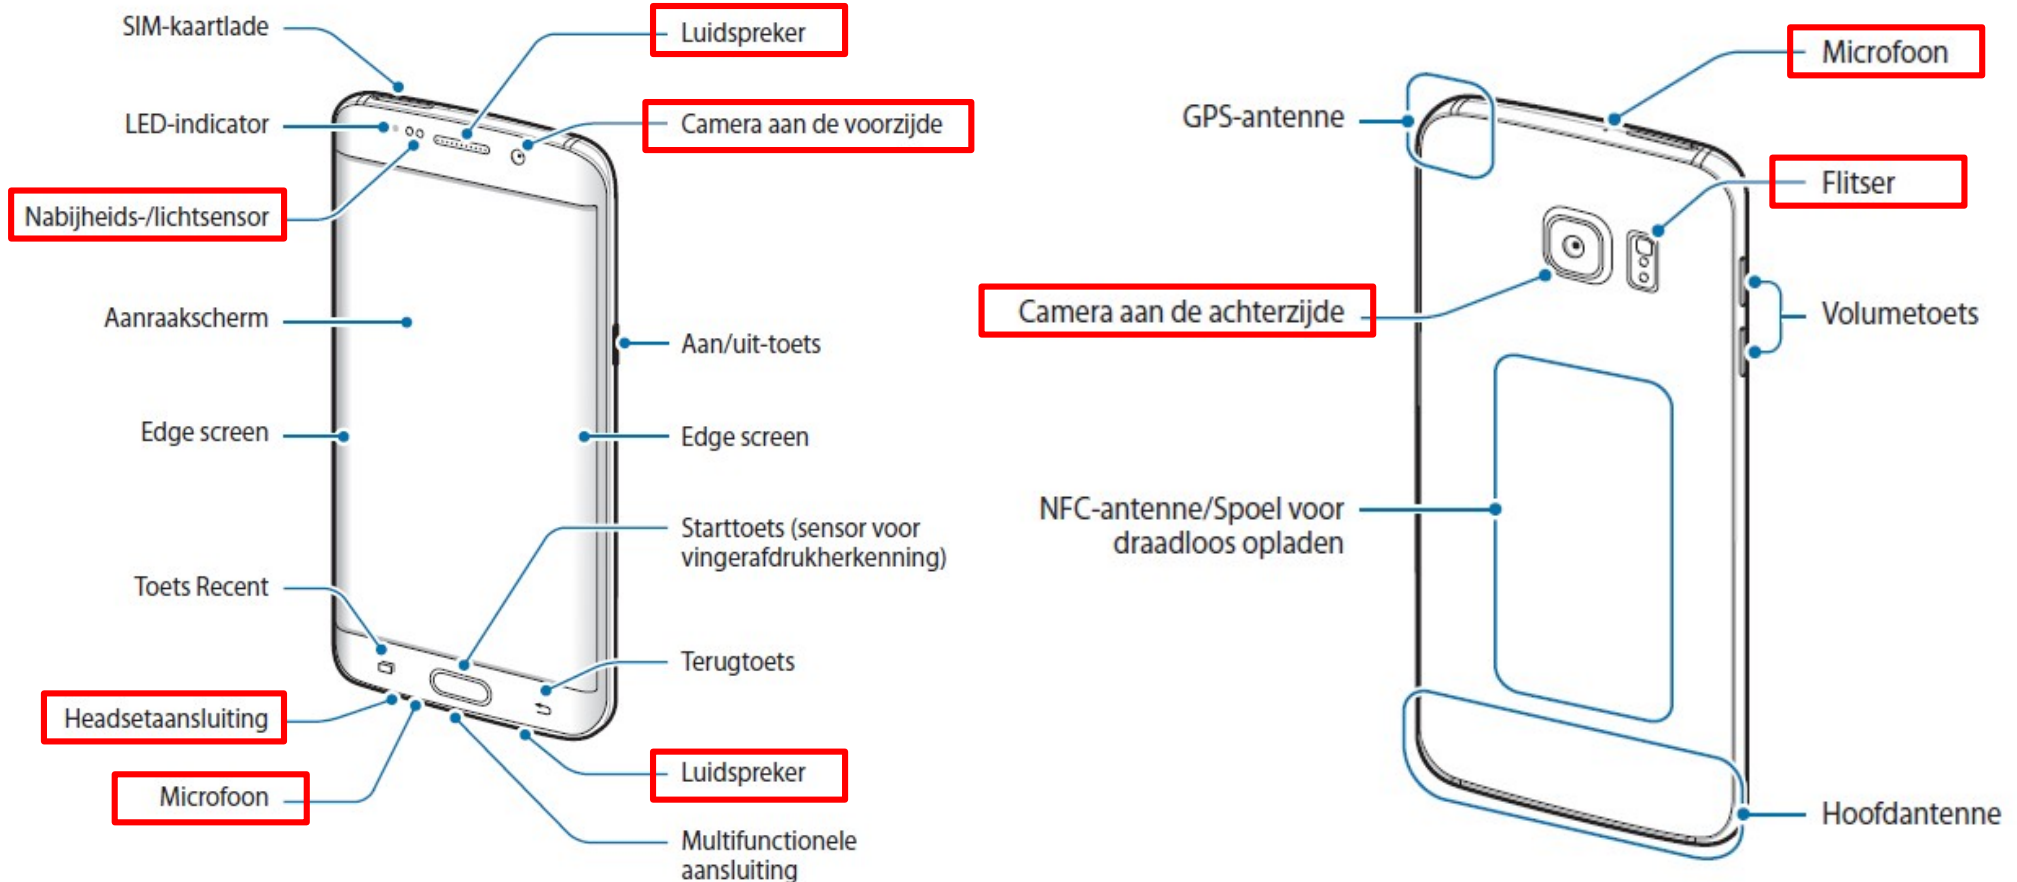 SIM-kaartlade
LED-indicator
Nabijheids-/lichtsensor
Aanraakscherm
Edge screen
Toets Recent
Headsetaansluiting
Microfoon
Luidspreker
Camera aan de voorzijde
Aan/uit-toets
Edge screen
Starttoets (sensor voor
vingerafdrukherkenning)
Terugtoets
Luidspreker
Multifunctionele
aansluiting
GPS-antenne
Camera aan de achterzijde
NFC-antenne/Spoel voor
draadloos opladen
Microfoon
Flitser
Volumetoets
Hoofdantenne